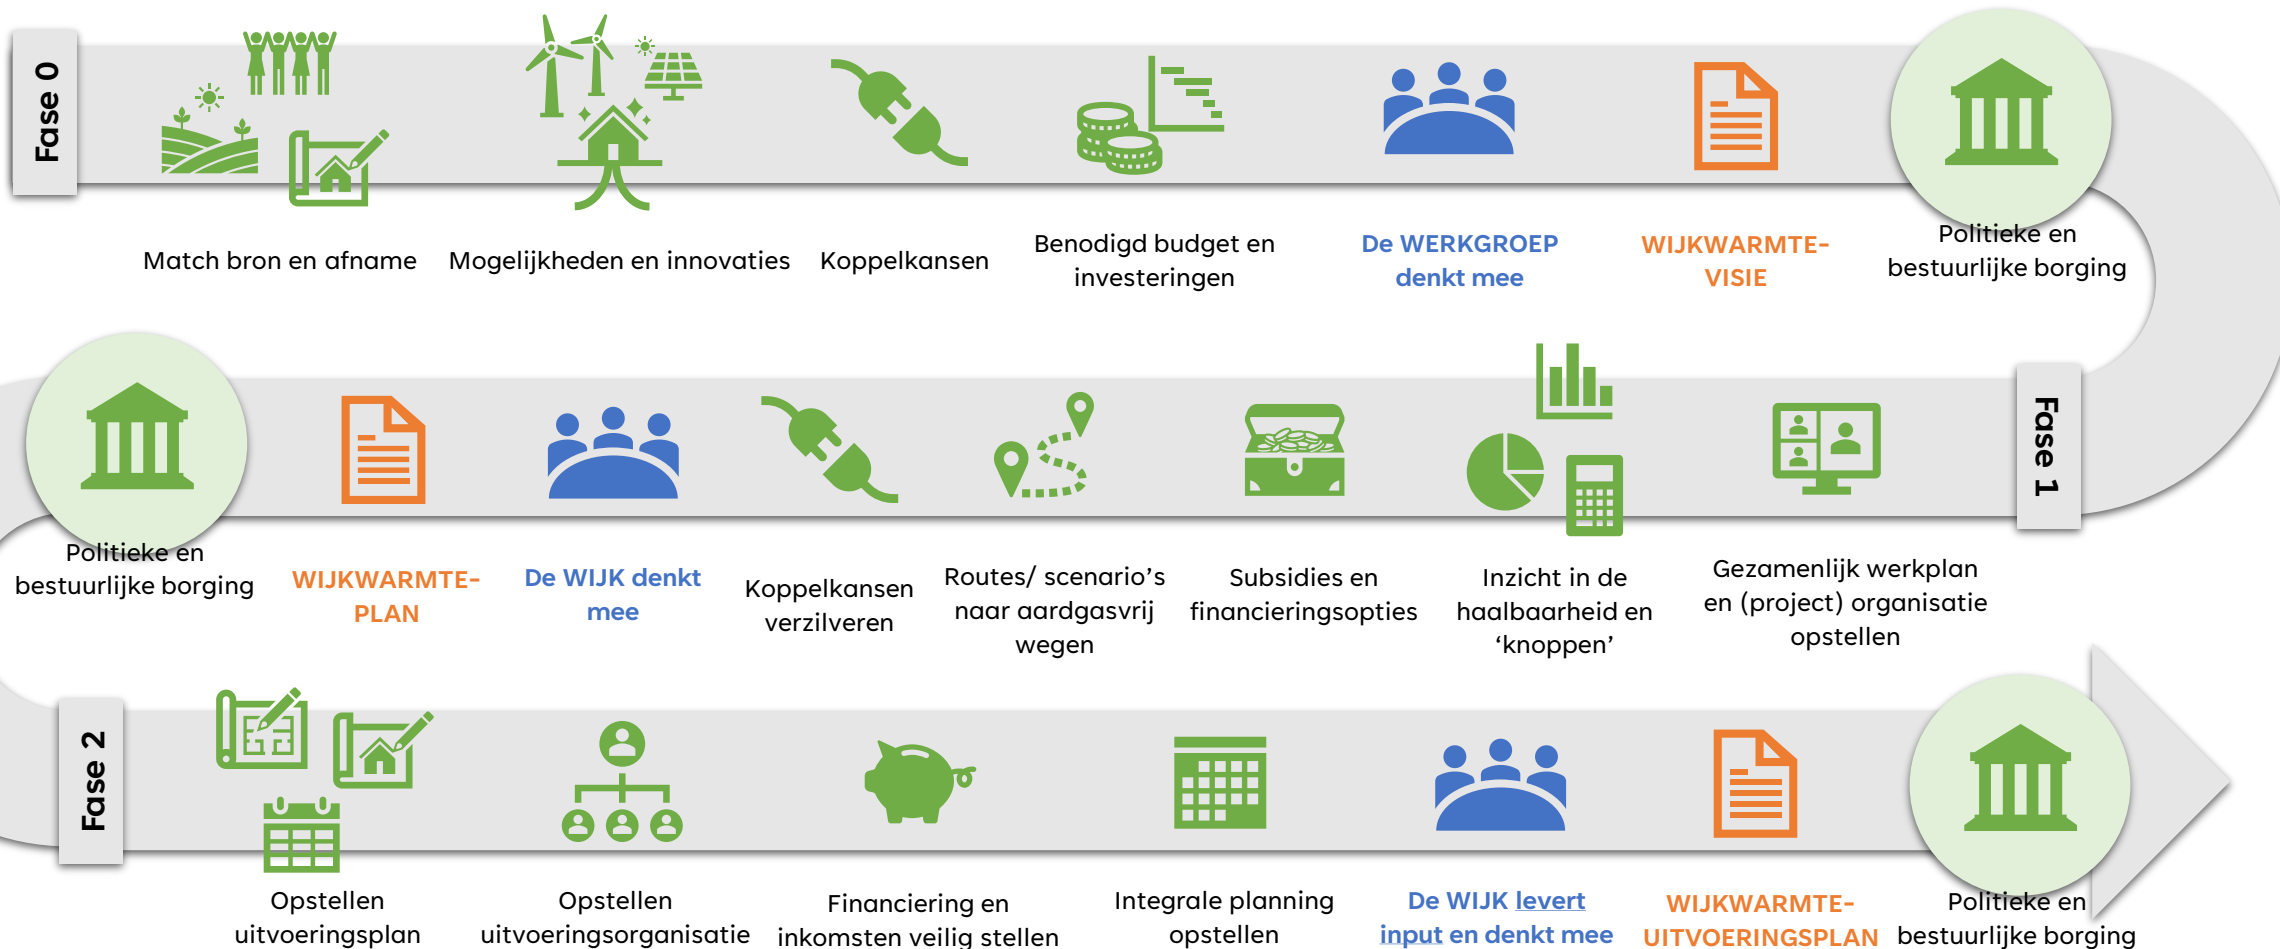 Fase 0
Match bron en afname
Mogelijkheden en innovaties
Koppelkansen
Benodigd budget en
investeringen
De WERKGROEP
denkt mee
WIJKWARMTE-
VISIE
Politieke en
bestuurlijke borging
Fase 1
Gezamenlijk werkplan
en (project) organisatie
opstellen
Inzicht in de
haalbaarheid en
‘knoppen’
Subsidies en
financieringsopties
Routes/ scenario’s
naar aardgasvrij
wegen
Koppelkansen
verzilveren
De WIJK denkt
mee
WIJKWARMTE-
PLAN
Politieke en
bestuurlijke borging
Fase 2
Opstellen
uitvoeringsplan
Opstellen
uitvoeringsorganisatie
Financiering en
inkomsten veilig stellen
Integrale planning
opstellen
De WIJK levert
input en denkt mee
WIJKWARMTE-
UITVOERINGSPLAN
Politieke en
bestuurlijke borging